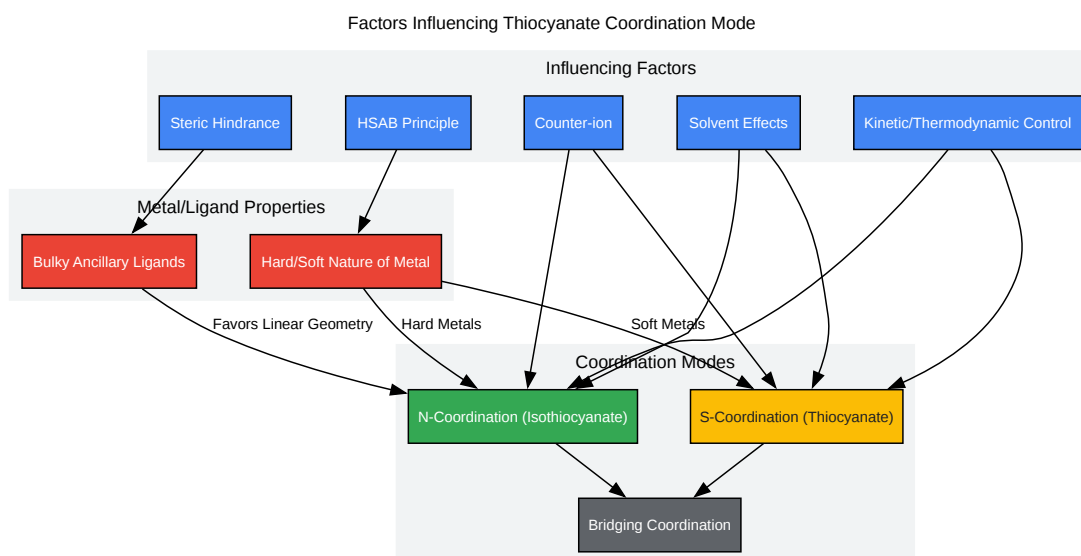 Factors Influencing Thiocyanate Coordination Mode
Influencing Factors
Steric Hindrance
HSAB Principle
Counter-ion
Solvent Effects
Kinetic/Thermodynamic Control
Metal/Ligand Properties
Bulky Ancillary Ligands
Hard/Soft Nature of Metal
Favors Linear Geometry
Hard Metals
Soft Metals
Coordination Modes
N-Coordination (Isothiocyanate)
S-Coordination (Thiocyanate)
Bridging Coordination